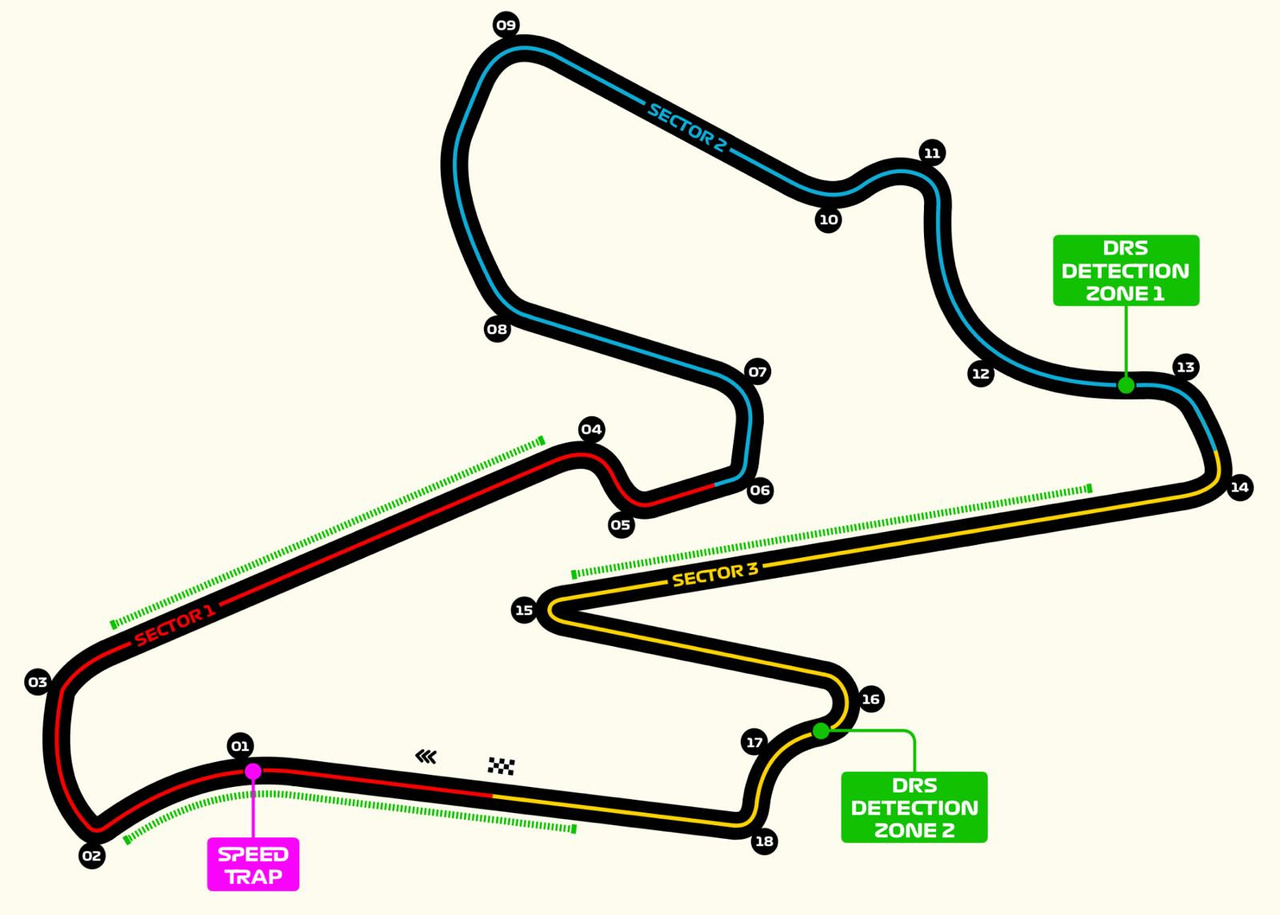 09
SECTOR 2
11
10
DRS
DETECTION
ZONE 1
08
07
12
13
04
06
14
05
SECTOR 3
15
SECTOR 1
03
16
01
17
DRS
DETECTION
ZONE 2
02
18
SPEED
TRAP